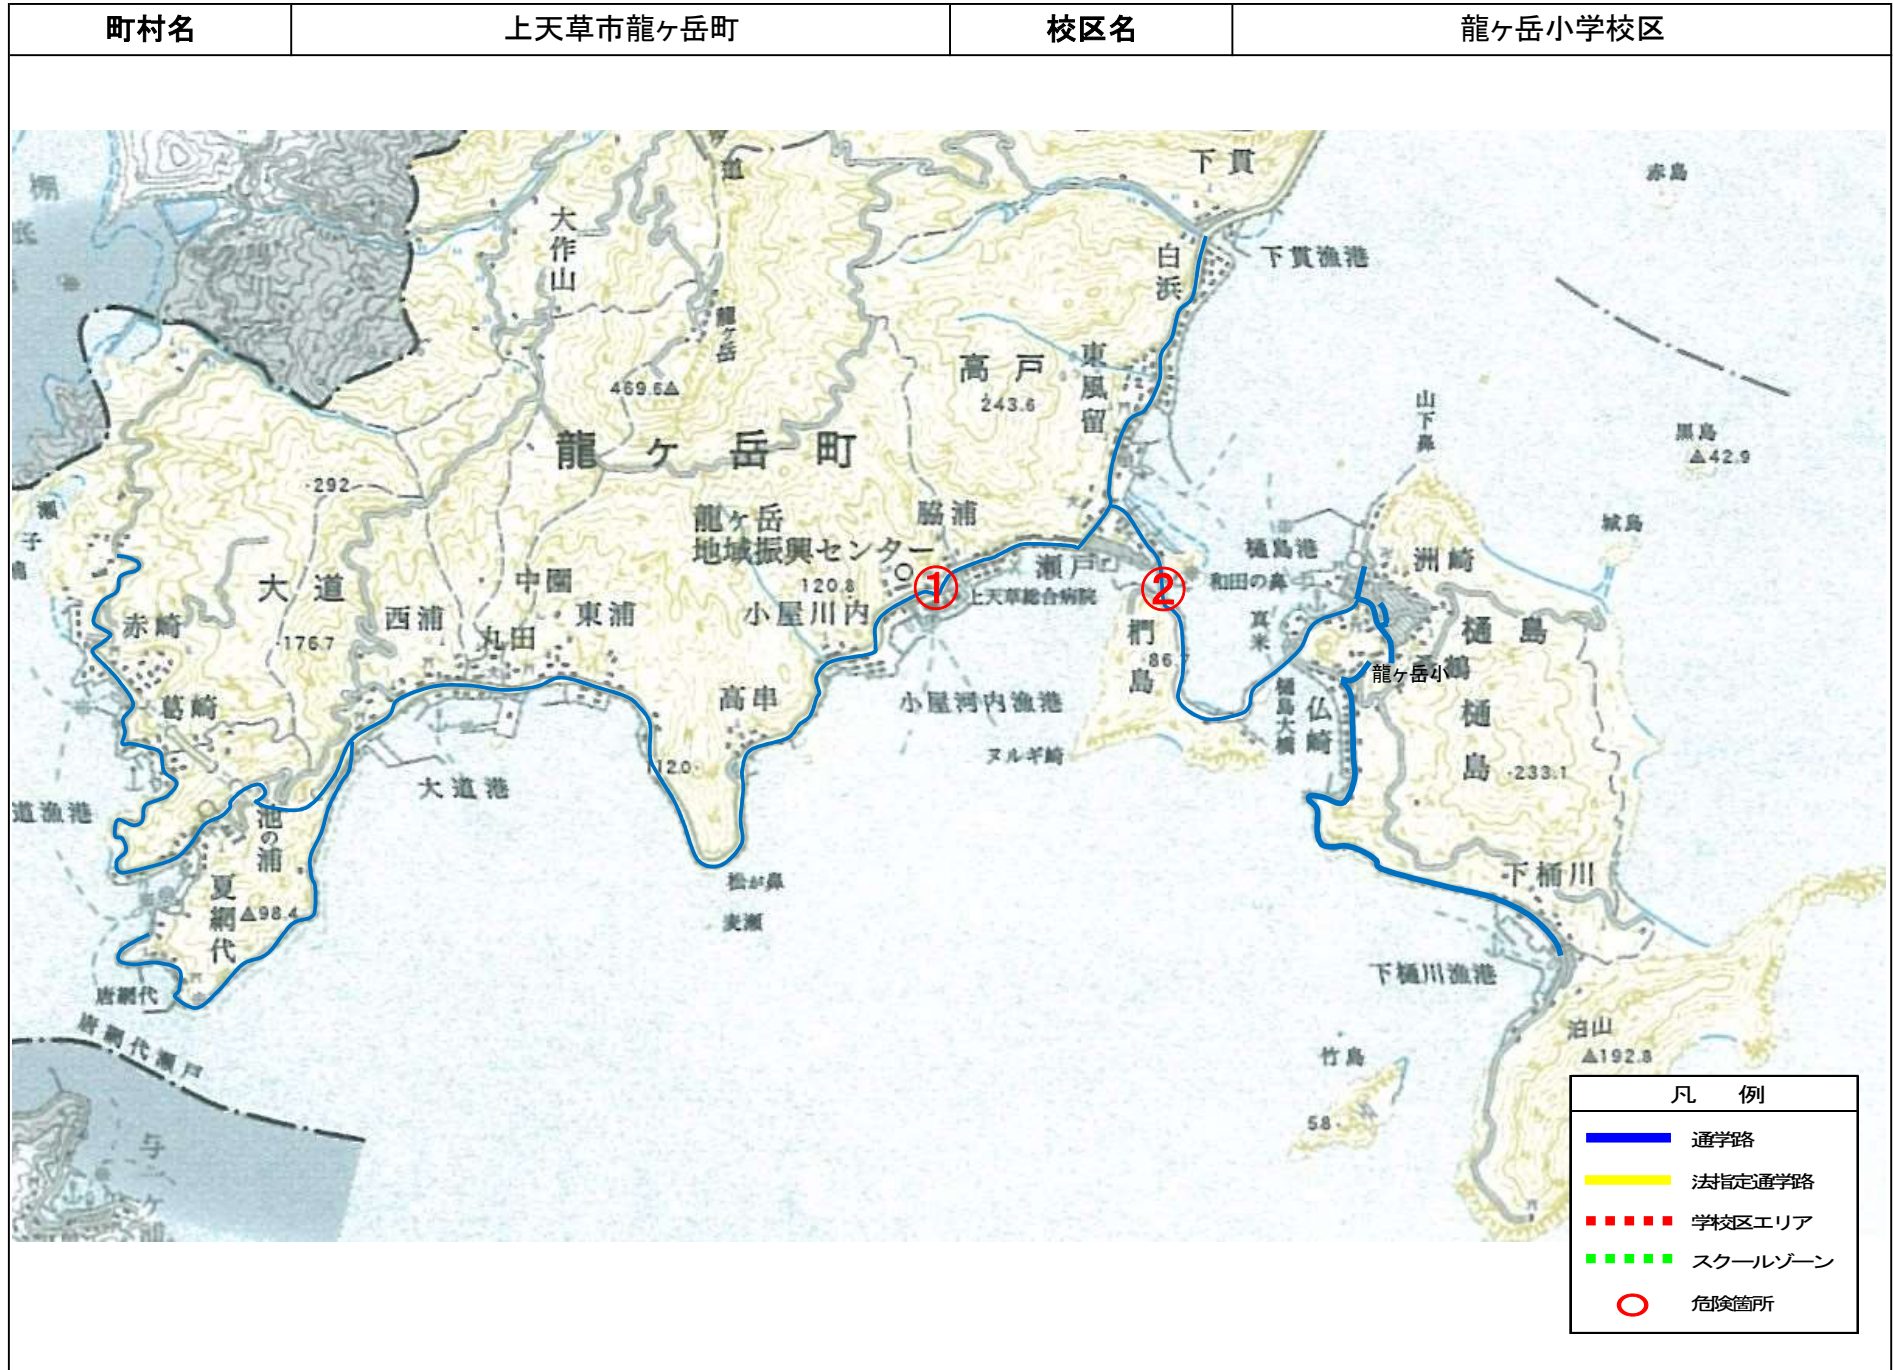 町村名 上天草市龍ヶ岳町 校区名 龍ヶ岳小学校区
下貫
赤島
大作山
白浜
下貫漁港
龍ヶ岳
469.6
高戸
243.6
東風留
山下鼻
黒島
42.9
龍ヶ岳町
292
龍ヶ岳
地域振興センター
脇浦
城島
樋島港
洲崎
瀬戸
和田の鼻
120.8
①
②
上天草総合病院
大道
中園
西浦
丸田
東浦
小屋川内
赤崎
176.7
椚島
86
真米
樋島
龍ヶ岳小
葛崎
高串
小屋河内漁港
樋島大橋
仏崎
樋島
233.1
ヌルギ崎
120
大道港
道漁港
池の浦
夏網代
98.4
松が鼻
麦瀬
下桶川
下樋川漁港
唐網代
唐網代瀬戸
泊山
192.8
竹島
58
凡 例
通学路
法指定通学路
学校区エリア
スクールゾーン
危険箇所